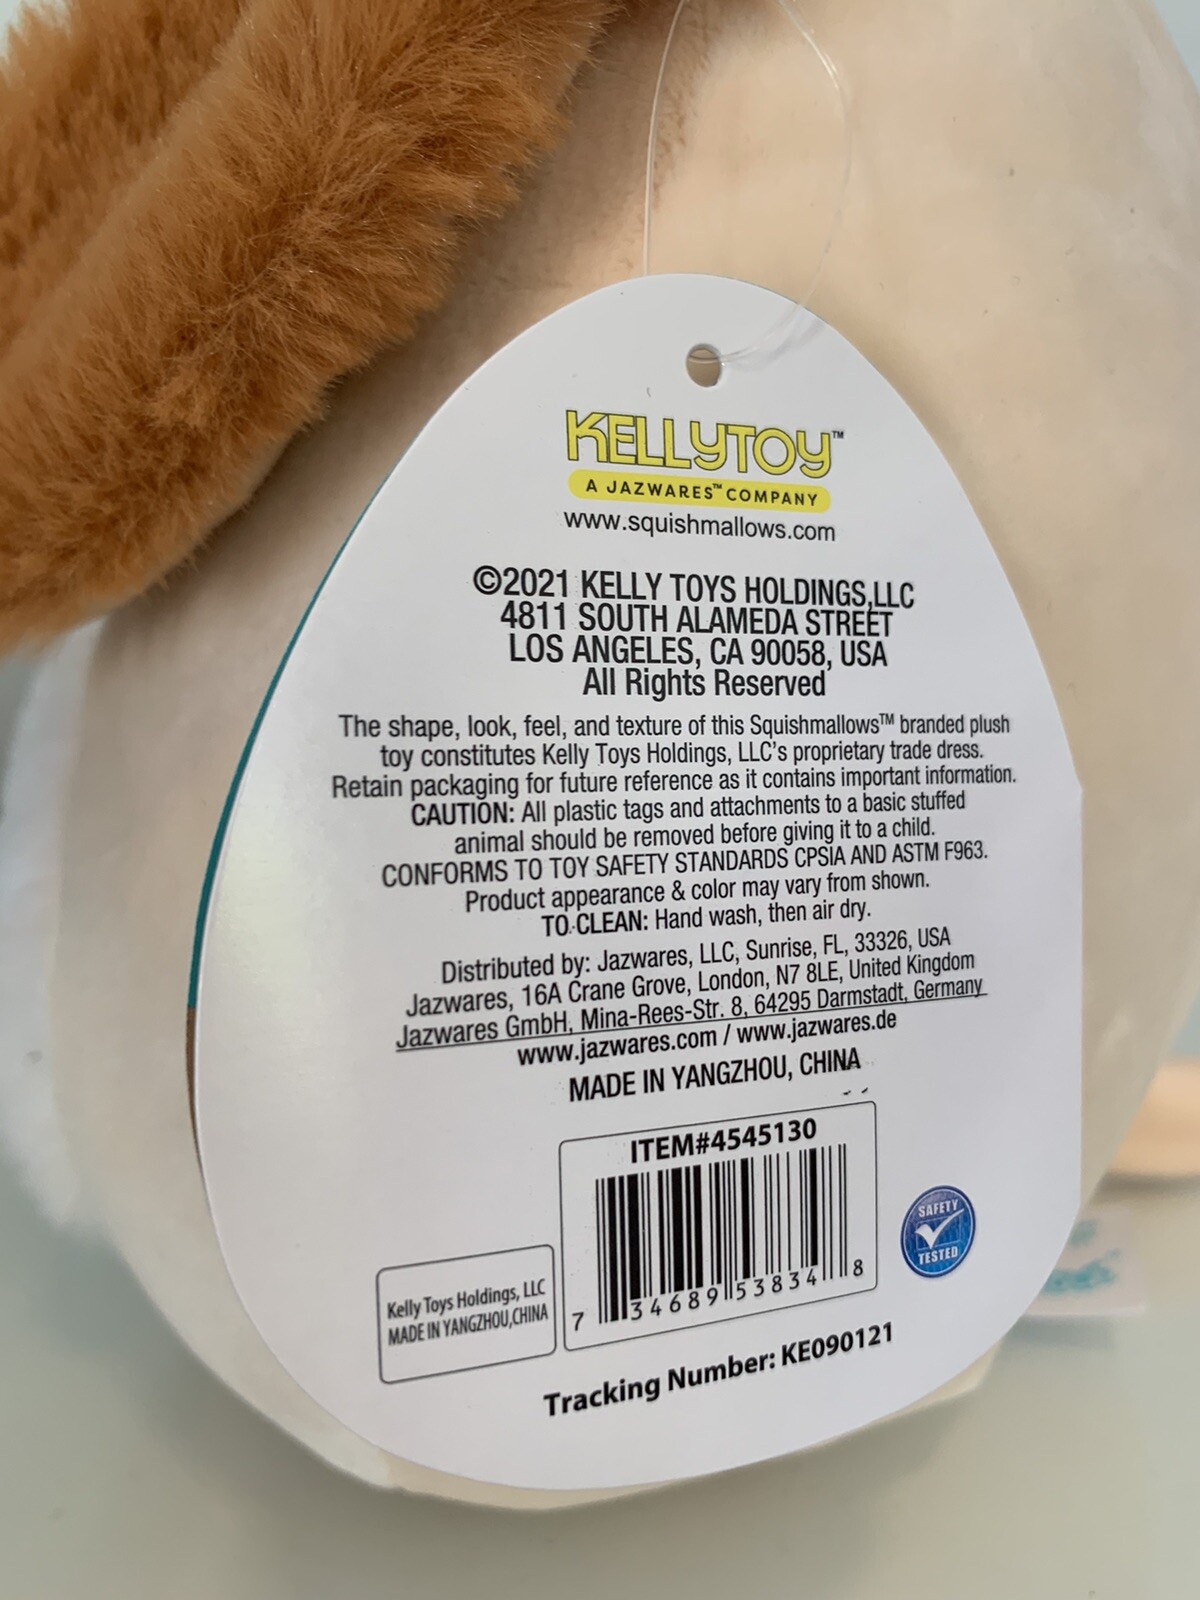 KELLYTOY™
A JAZWARES™ COMPANY
www.squishmallows.com
©2021 KELLY TOYS HOLDINGS,LLC
4811 SOUTH ALAMEDA STREET
LOS ANGELES, CA 90058, USA
All Rights Reserved
The shape, look, feel, and texture of this Squishmallows™ branded plush
toy constitutes Kelly Toys Holdings, LLC's proprietary trade dress.
Retain packaging for future reference as it contains important information.
CAUTION: All plastic tags and attachments to a basic stuffed
animal should be removed before giving it to a child.
CONFORMS TO TOY SAFETY STANDARDS CPSIA AND ASTM F963.
Product appearance & color may vary from shown.
TO CLEAN: Hand wash, then air dry.
Distributed by: Jazwares, LLC, Sunrise, FL, 33326, USA
Jazwares, 16A Crane Grove, London, N7 8LE, United Kingdom
Jazwares GmbH, Mina-Rees-Str. 8, 64295 Darmstadt, Germany
www.jazwares.com / www.jazwares.de
MADE IN YANGZHOU, CHINA
ITEM#4545130
7 34689 53834 8
SAFETY
TESTED
Kelly Toys Holdings, LLC
MADE IN YANGZHOU,CHINA
Tracking Number: KE090121